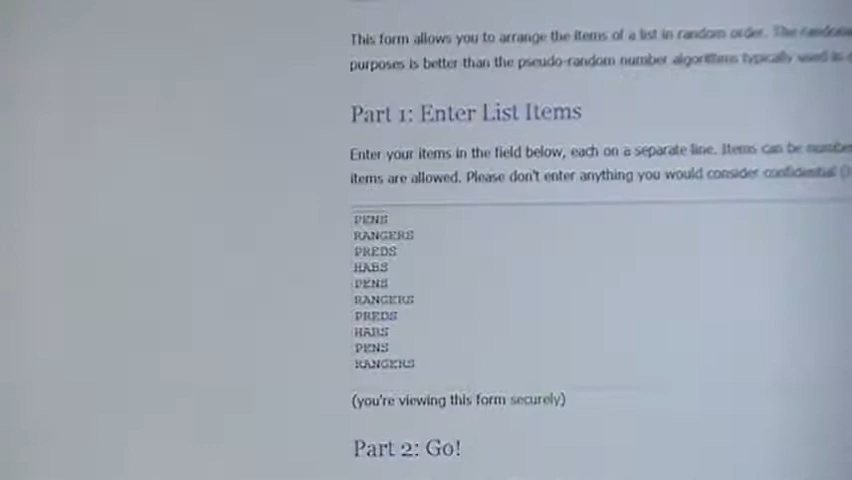 This form allows you to arrange the items of a list in random order. The
purposes is better than the pseudo-random number algorithms typically used in
Part 1: Enter List Items
Enter your items in the field below, each on a separate line. Items can be
items are allowed. Please don't enter anything you would consider confidential
PENS
RANGERS
PREDS
HABS
PENS
RANGERS
PREDS
HABS
PENS
RANGERS
(you're viewing this form securely)
Part 2: Go!